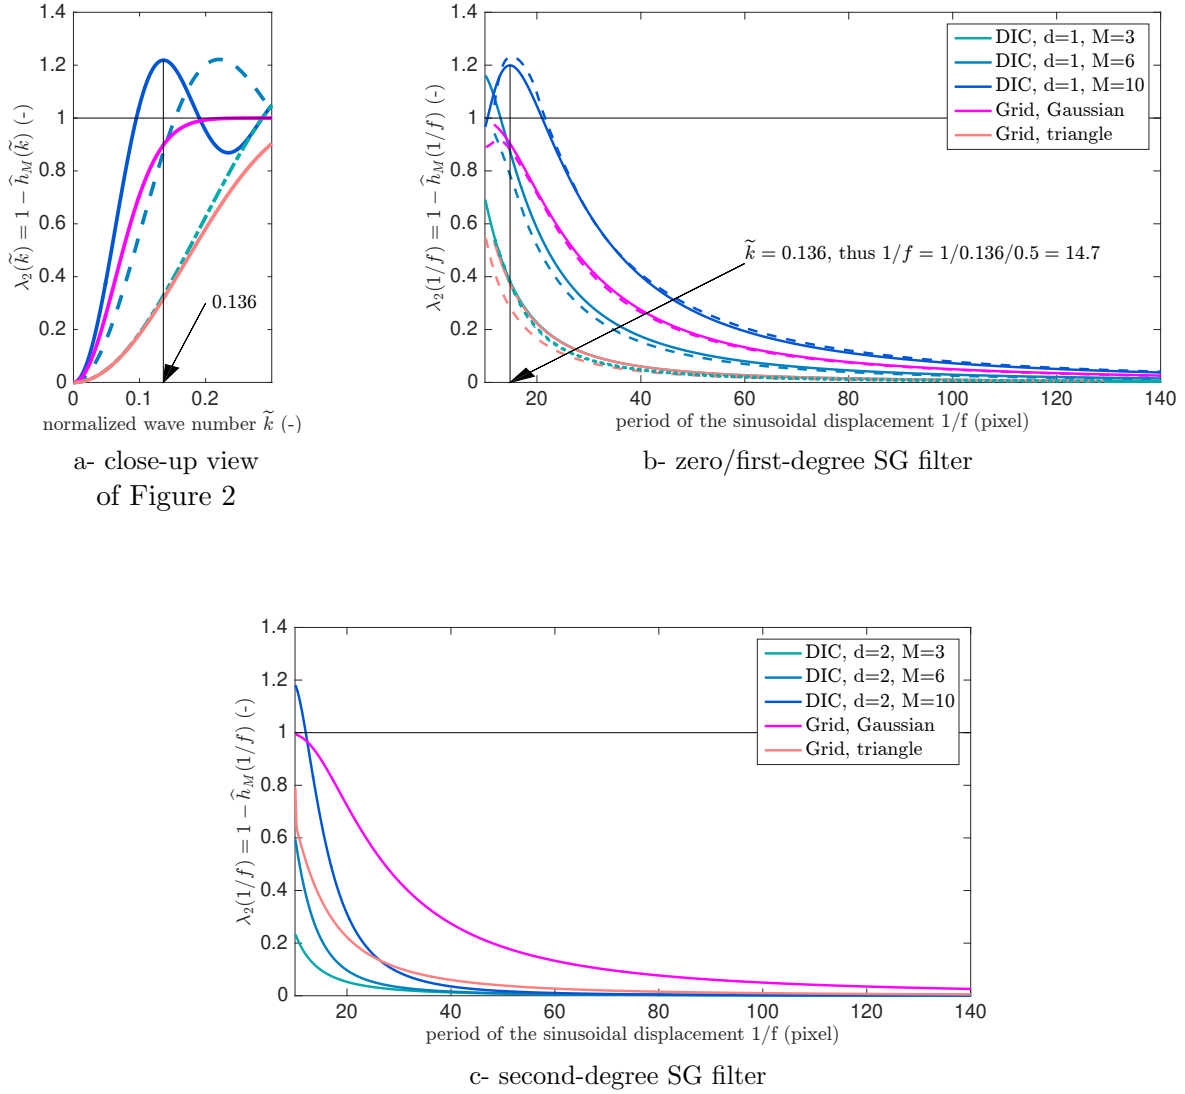 1.4
1.2
1
0.8
0.6
0.4
0.2
0
λ₂(k̃) = 1 − ĥ_M(k̃) (-)
0.136
0 0.1 0.2
normalized wave number k̃ (-)
a- close-up view
of Figure 2
1.4
1.2
1
0.8
0.6
0.4
0.2
0
λ₂(1/f) = 1 − ĥ_M(1/f) (-)
DIC, d=1, M=3
DIC, d=1, M=6
DIC, d=1, M=10
Grid, Gaussian
Grid, triangle
k̃ = 0.136, thus 1/f = 1/0.136/0.5 = 14.7
20 40 60 80 100 120 140
period of the sinusoidal displacement 1/f (pixel)
b- zero/first-degree SG filter
1.4
1.2
1
0.8
0.6
0.4
0.2
0
λ₂(1/f) = 1 − ĥ_M(1/f) (-)
DIC, d=2, M=3
DIC, d=2, M=6
DIC, d=2, M=10
Grid, Gaussian
Grid, triangle
20 40 60 80 100 120 140
period of the sinusoidal displacement 1/f (pixel)
c- second-degree SG filter